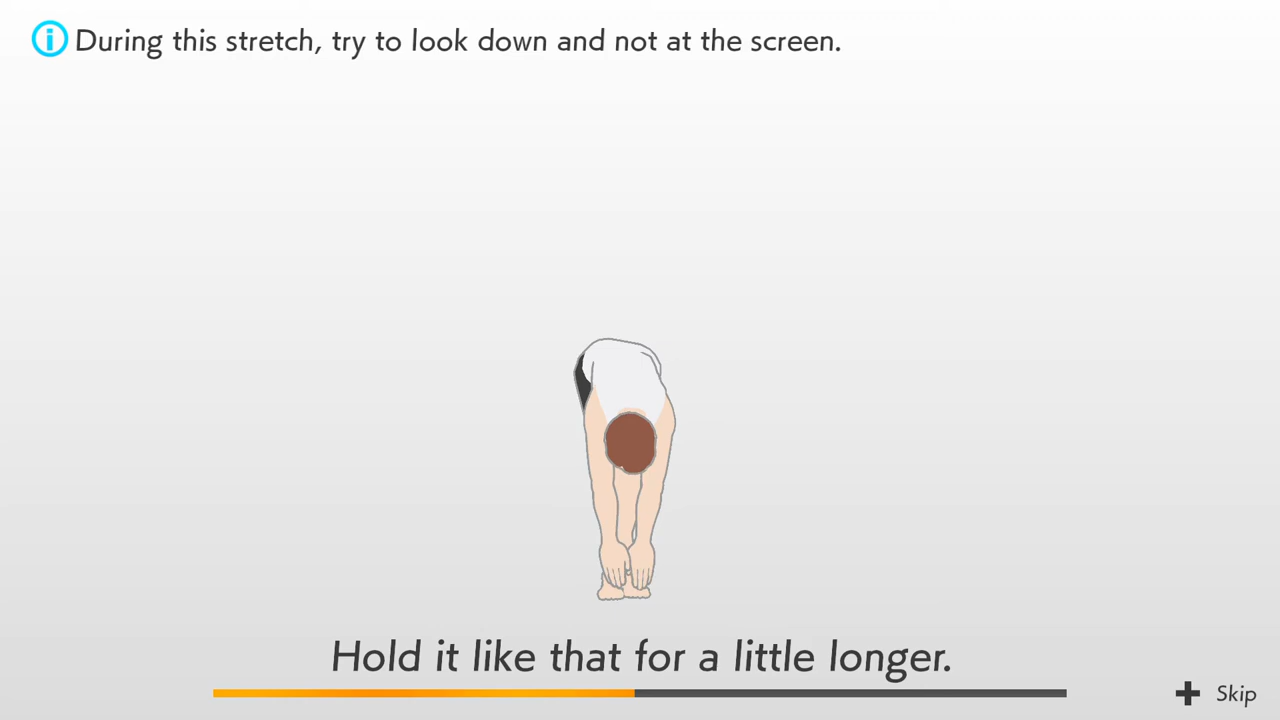 During this stretch, try to look down and not at the screen.
Hold it like that for a little longer.
Skip